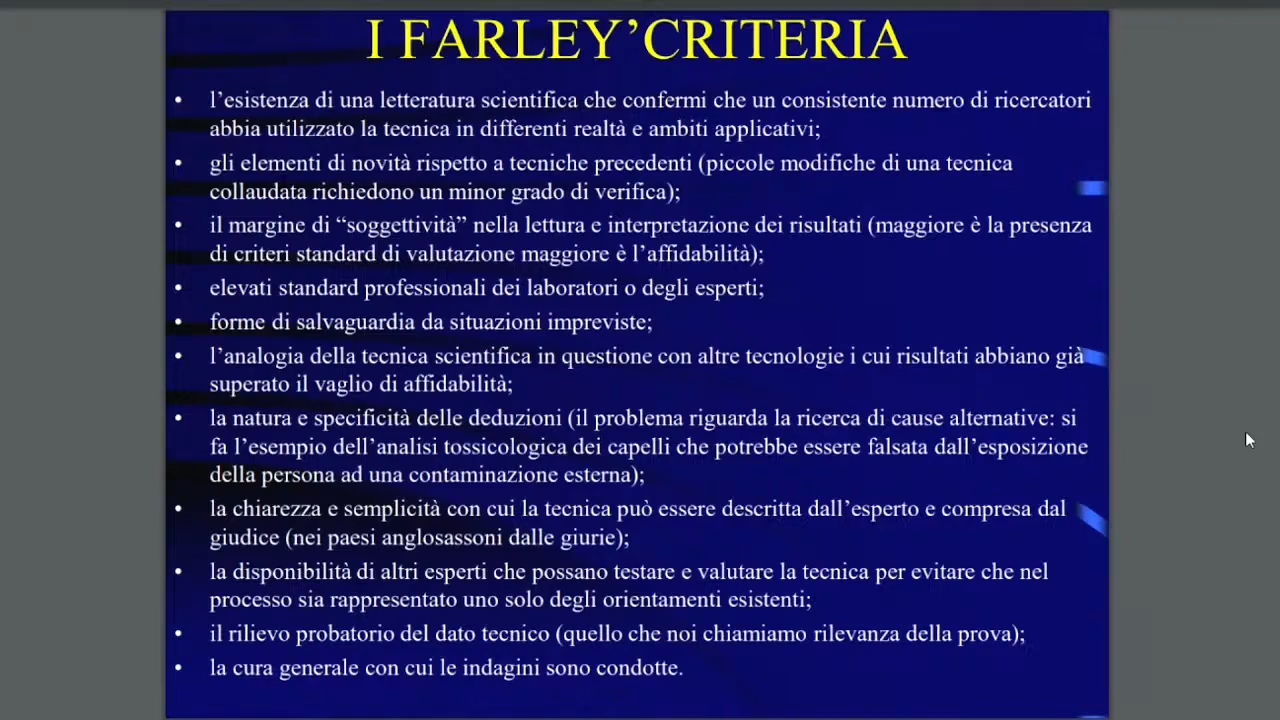 I FARLEY’CRITERIA
• l’esistenza di una letteratura scientifica che confermi che un consistente numero di ricercatori
abbia utilizzato la tecnica in differenti realtà e ambiti applicativi;
• gli elementi di novità rispetto a tecniche precedenti (piccole modifiche di una tecnica
collaudata richiedono un minor grado di verifica);
• il margine di “soggettività” nella lettura e interpretazione dei risultati (maggiore è la presenza
di criteri standard di valutazione maggiore è l’affidabilità);
• elevati standard professionali dei laboratori o degli esperti;
• forme di salvaguardia da situazioni impreviste;
• l’analogia della tecnica scientifica in questione con altre tecnologie i cui risultati abbiano già
superato il vaglio di affidabilità;
• la natura e specificità delle deduzioni (il problema riguarda la ricerca di cause alternative: si
fa l’esempio dell’analisi tossicologica dei capelli che potrebbe essere falsata dall’esposizione
della persona ad una contaminazione esterna);
• la chiarezza e semplicità con cui la tecnica può essere descritta dall’esperto e compresa dal
giudice (nei paesi anglosassoni dalle giurie);
• la disponibilità di altri esperti che possano testare e valutare la tecnica per evitare che nel
processo sia rappresentato uno solo degli orientamenti esistenti;
• il rilievo probatorio del dato tecnico (quello che noi chiamiamo rilevanza della prova);
• la cura generale con cui le indagini sono condotte.